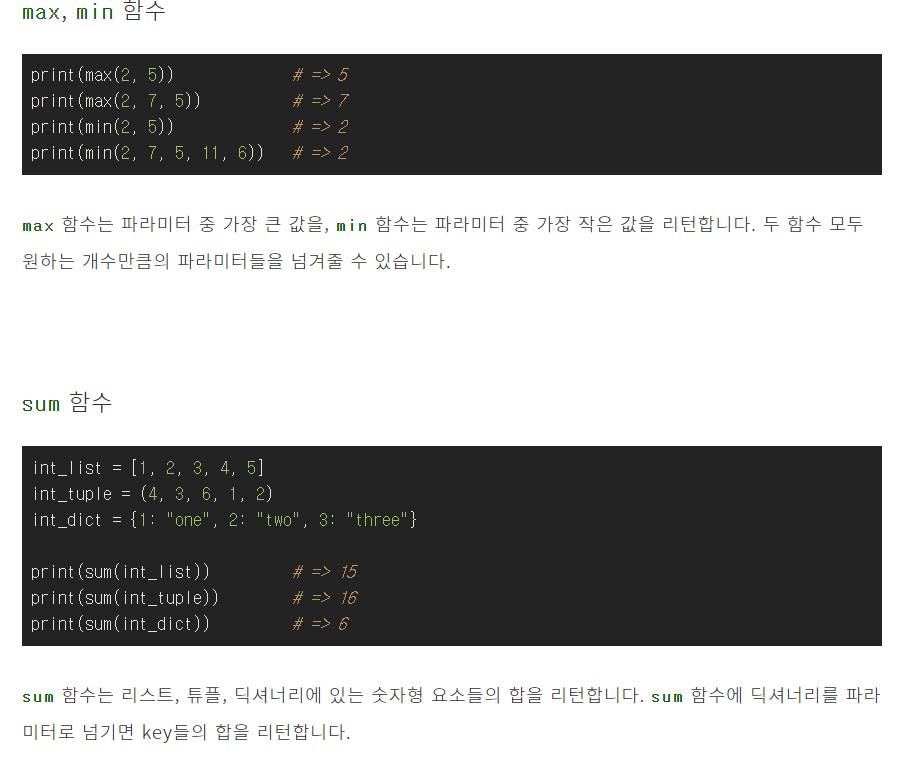 max, min 함수
print(max(2, 5)) # => 5
print(max(2, 7, 5)) # => 7
print(min(2, 5)) # => 2
print(min(2, 7, 5, 11, 6)) # => 2
max 함수는 파라미터 중 가장 큰 값을, min 함수는 파라미터 중 가장 작은 값을 리턴합니다. 두 함수 모두
원하는 개수만큼의 파라미터들을 넘겨줄 수 있습니다.
sum 함수
int_list = [1, 2, 3, 4, 5]
int_tuple = (4, 3, 6, 1, 2)
int_dict = {1: "one", 2: "two", 3: "three"}
print(sum(int_list)) # => 15
print(sum(int_tuple)) # => 16
print(sum(int_dict)) # => 6
sum 함수는 리스트, 튜플, 딕셔너리에 있는 숫자형 요소들의 합을 리턴합니다. sum 함수에 딕셔너리를 파라
미터로 넘기면 key들의 합을 리턴합니다.